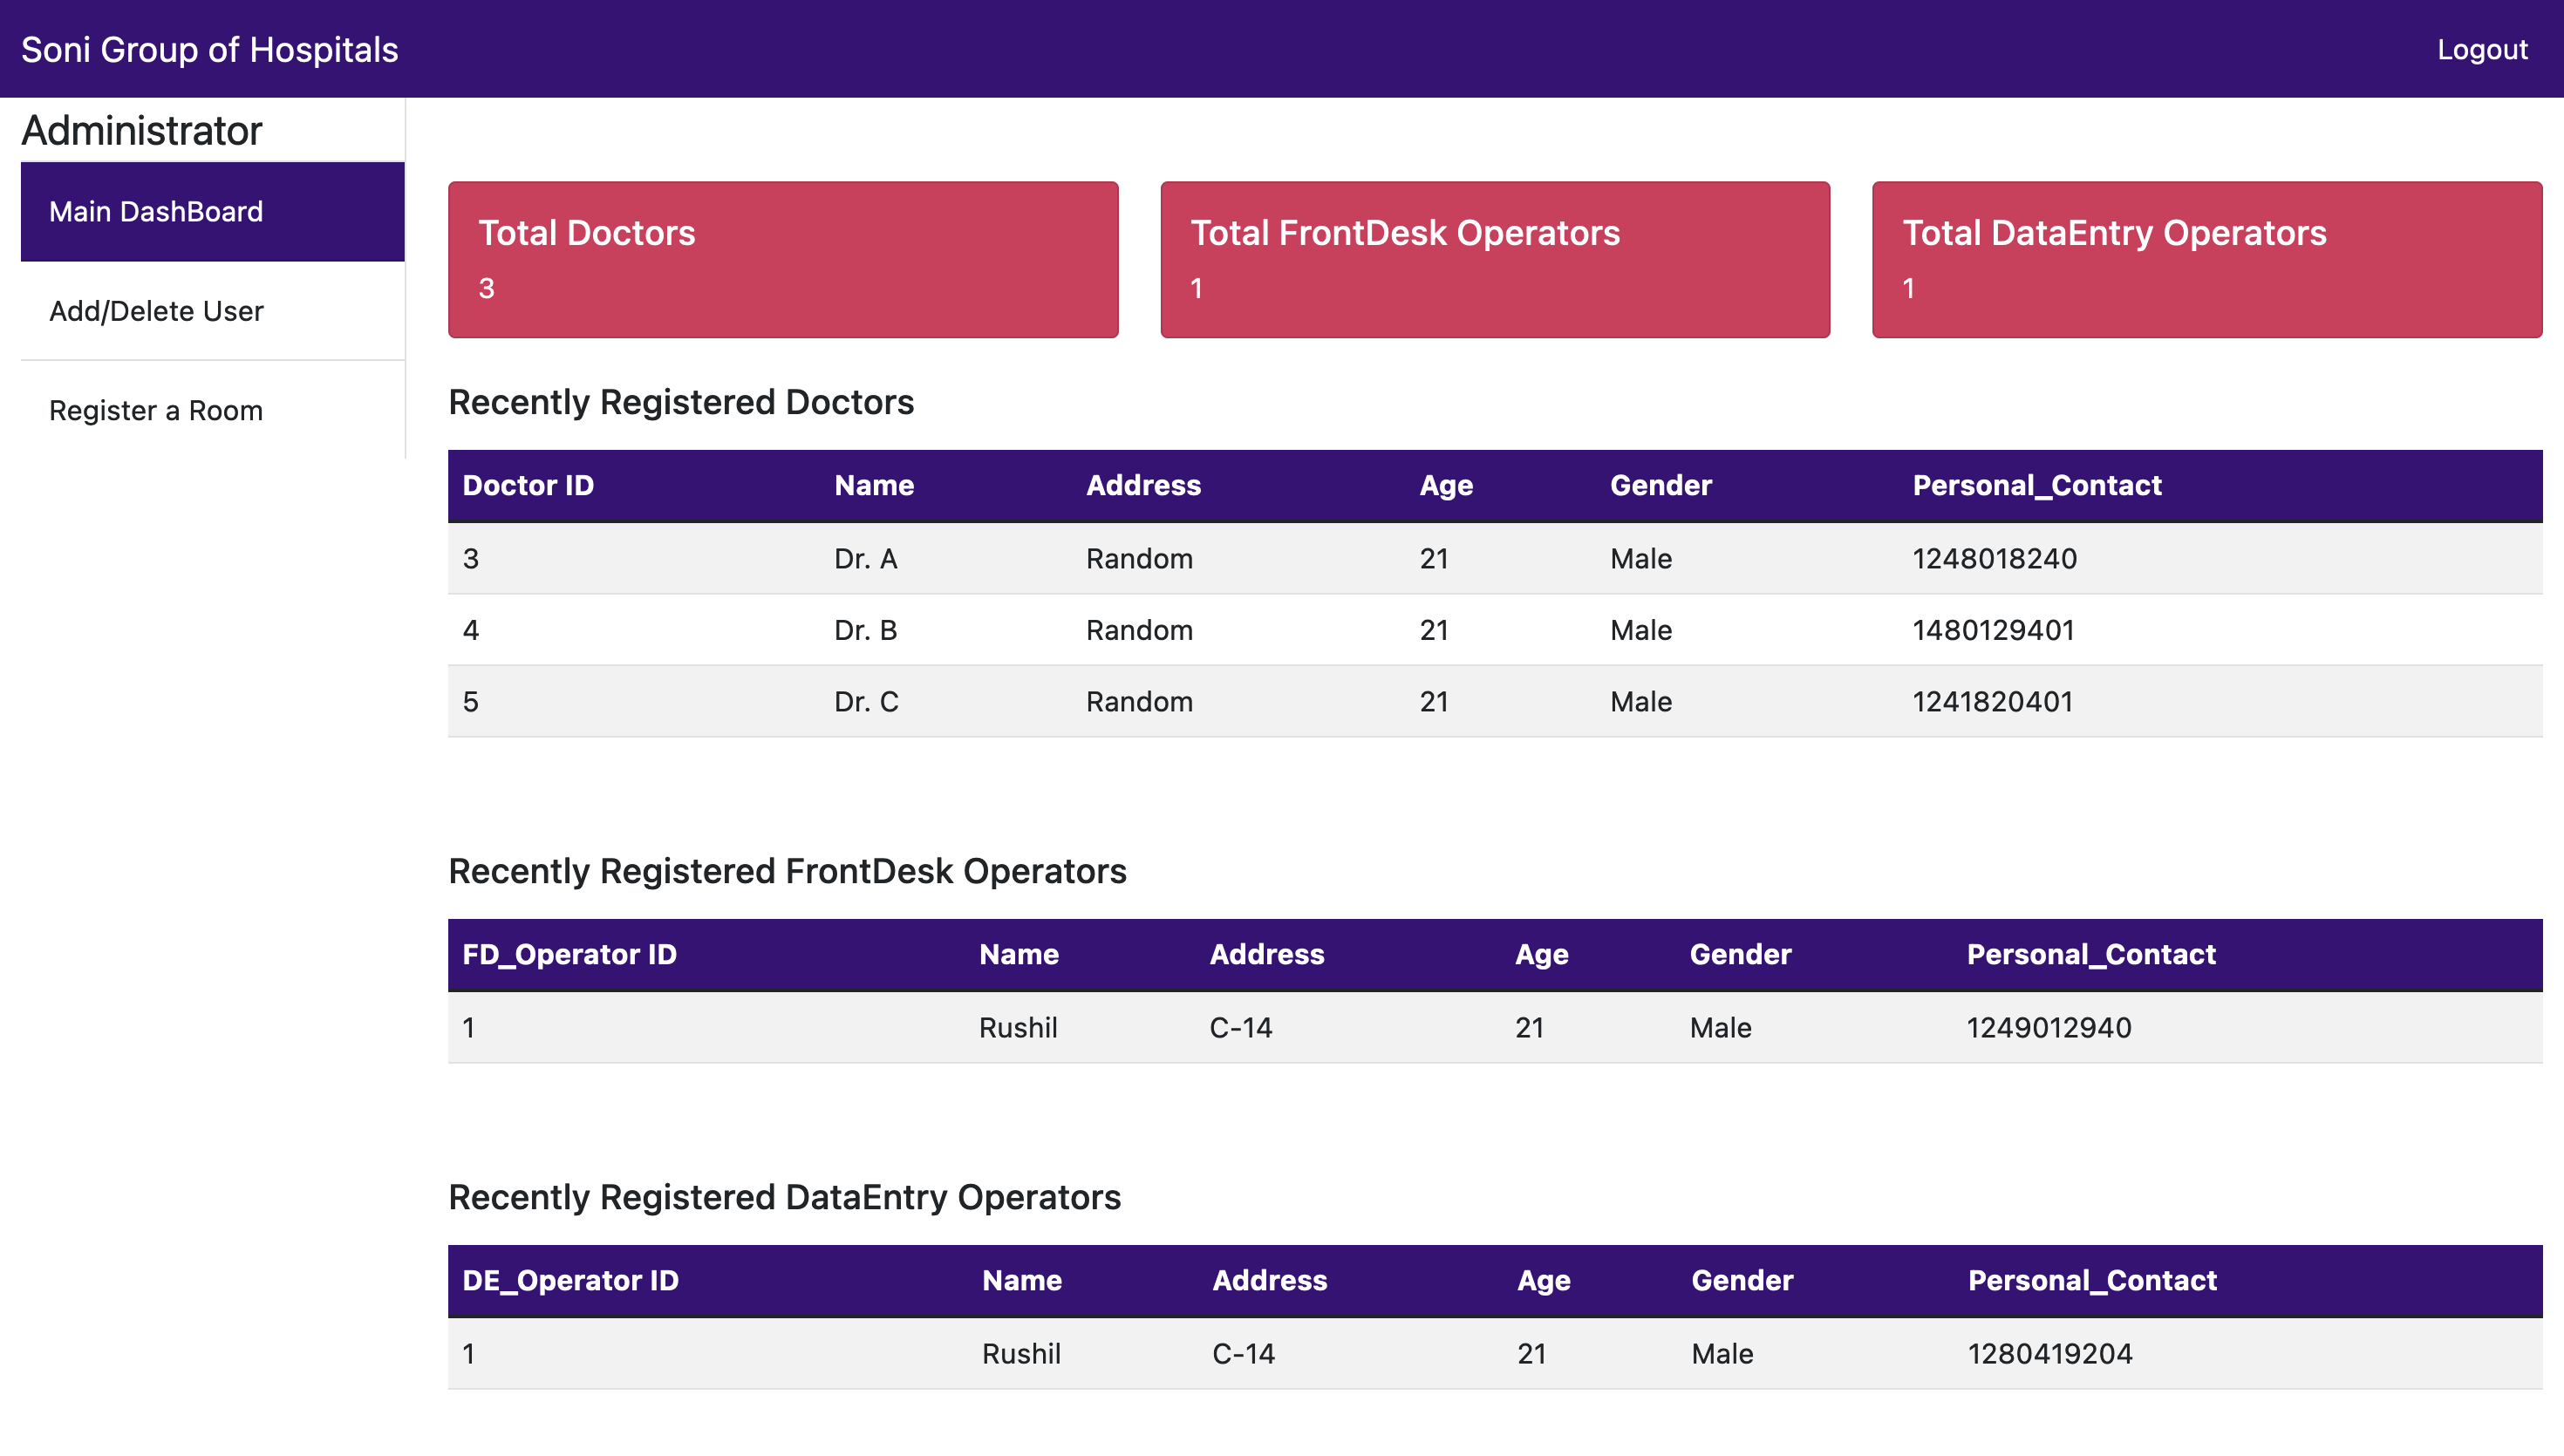 Soni Group of Hospitals
Logout
Administrator
Main DashBoard
Add/Delete User
Register a Room
Total Doctors
3
Total FrontDesk Operators
1
Total DataEntry Operators
1
Recently Registered Doctors
Doctor ID Name Address Age Gender Personal_Contact
3 Dr. A Random 21 Male 1248018240
4 Dr. B Random 21 Male 1480129401
5 Dr. C Random 21 Male 1241820401
Recently Registered FrontDesk Operators
FD_Operator ID Name Address Age Gender Personal_Contact
1 Rushil C-14 21 Male 1249012940
Recently Registered DataEntry Operators
DE_Operator ID Name Address Age Gender Personal_Contact
1 Rushil C-14 21 Male 1280419204